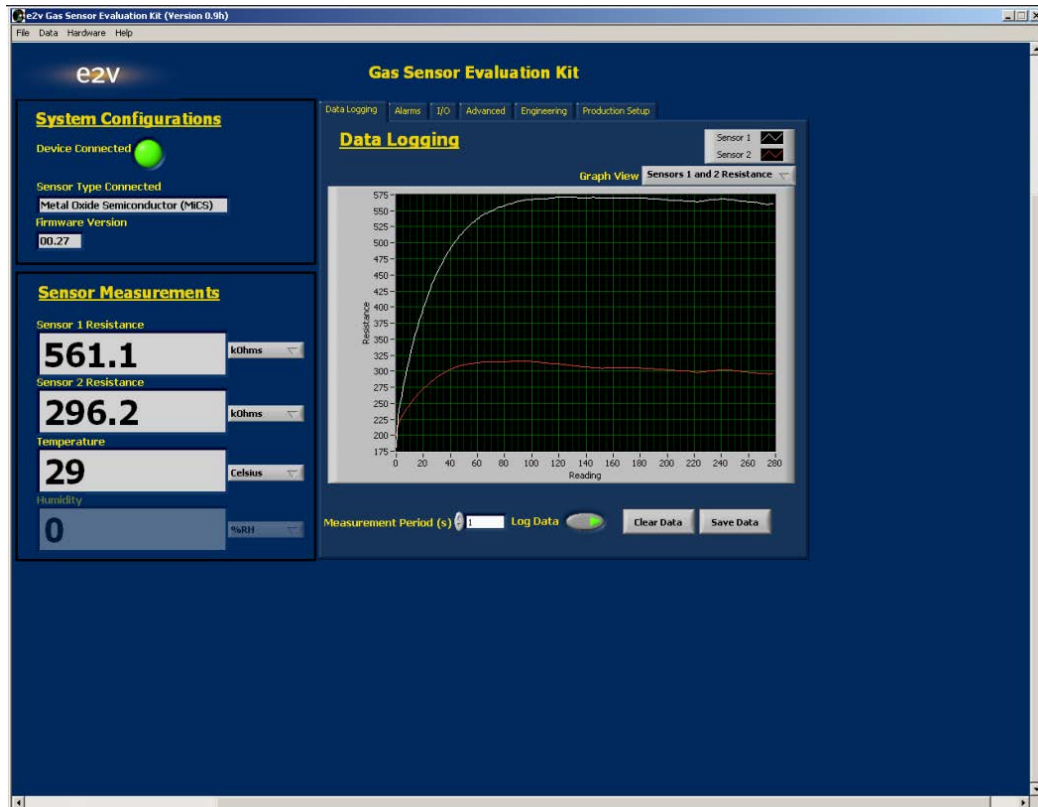 e2v Gas Sensor Evaluation Kit (Version 0.9h)
File Data Hardware Help
e2v
Gas Sensor Evaluation Kit
System Configurations
Device Connected
Sensor Type Connected
Metal Oxide Semiconductor (MiCS)
Firmware Version
00.27
Sensor Measurements
Sensor 1 Resistance
561.1 kOhms
Sensor 2 Resistance
296.2 kOhms
Temperature
29 Celsius
Humidity
0 %RH
Data Logging Alarms I/O Advanced Engineering Production Setup
Data Logging
Sensor 1
Sensor 2
Graph View Sensors 1 and 2 Resistance
575
550
525
500
475
450
425
400
375
350
325
300
275
250
225
200
175
Resistance
0 20 40 60 80 100 120 140 160 180 200 220 240 260 280
Reading
Measurement Period (s) 1 Log Data Clear Data Save Data